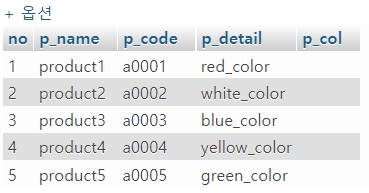 + 옵션
no p_name p_code p_detail p_col
1 product1 a0001 red_color
2 product2 a0002 white_color
3 product3 a0003 blue_color
4 product4 a0004 yellow_color
5 product5 a0005 green_color